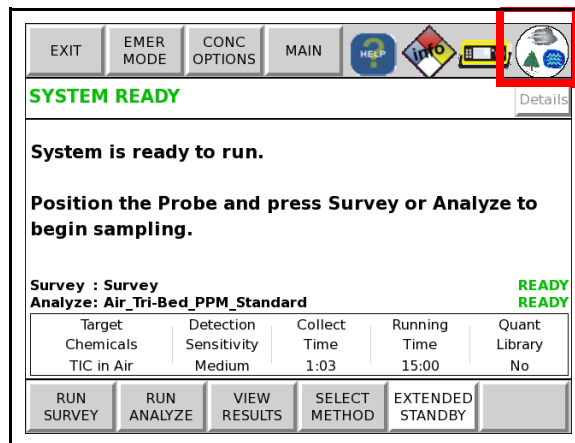 EXIT
EMER
MODE
CONC
OPTIONS
MAIN
HELP
info
SYSTEM READY
Details
System is ready to run.
Position the Probe and press Survey or Analyze to
begin sampling.
Survey : Survey READY
Analyze: Air_Tri-Bed_PPM_Standard READY
Target Detection Collect Running Quant
Chemicals Sensitivity Time Time Library
TIC in Air Medium 1:03 15:00 No
RUN
SURVEY
RUN
ANALYZE
VIEW
RESULTS
SELECT
METHOD
EXTENDED
STANDBY